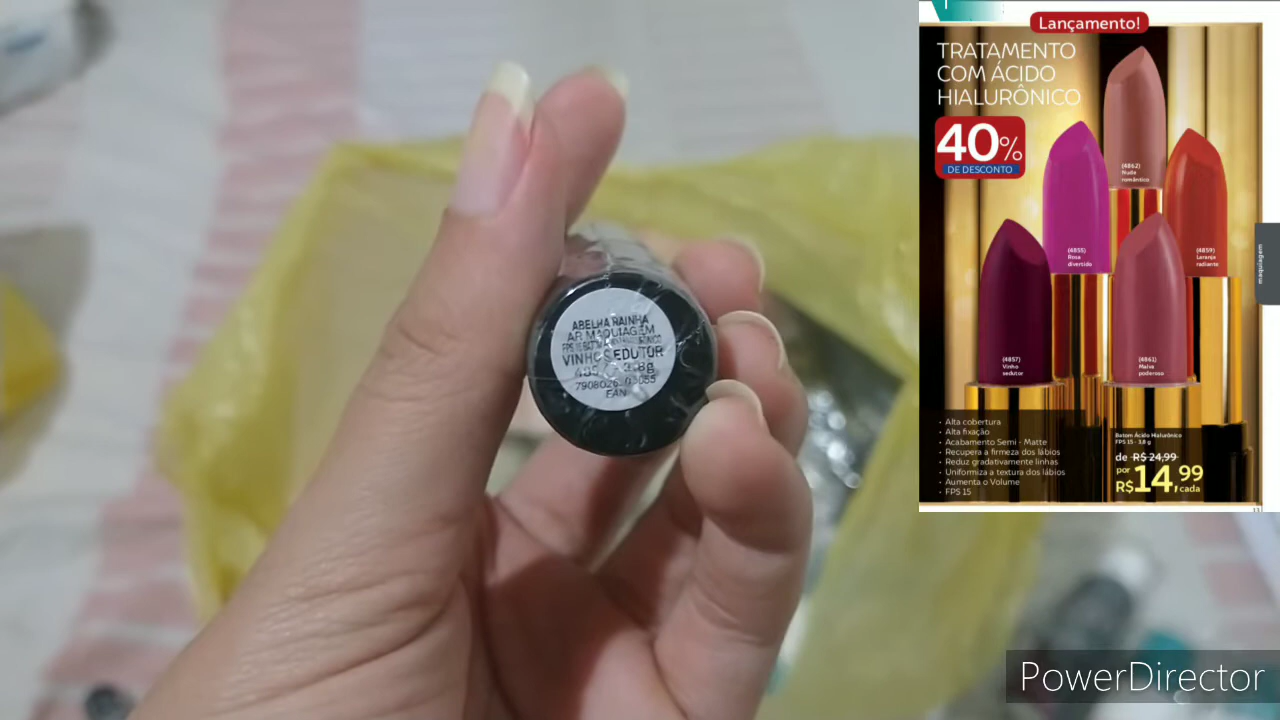 ABELHA RAINHA
AR MAQUIAGEM
VINHO SEDUTOR
3.8g
EAN
Lançamento!
TRATAMENTO
COM ÁCIDO
HIALURÔNICO
40%
DE DESCONTO
(4862)
Nude
romântico
(4855)
Rosa
divertido
(4859)
Laranja
radiante
(4857)
Vinho
sedutor
(4861)
Malva
poderosa
maquiagem
• Alta cobertura
• Alta fixação
• Acabamento Semi - Matte
• Recupera a firmeza dos lábios
• Reduz gradativamente linhas
• Uniformiza a textura dos lábios
• Aumenta o Volume
• FPS 15
Batom Ácido Hialurônico
FPS 15 - 3,8 g
de R$ 24,99
por
R$14,99
cada
PowerDirector